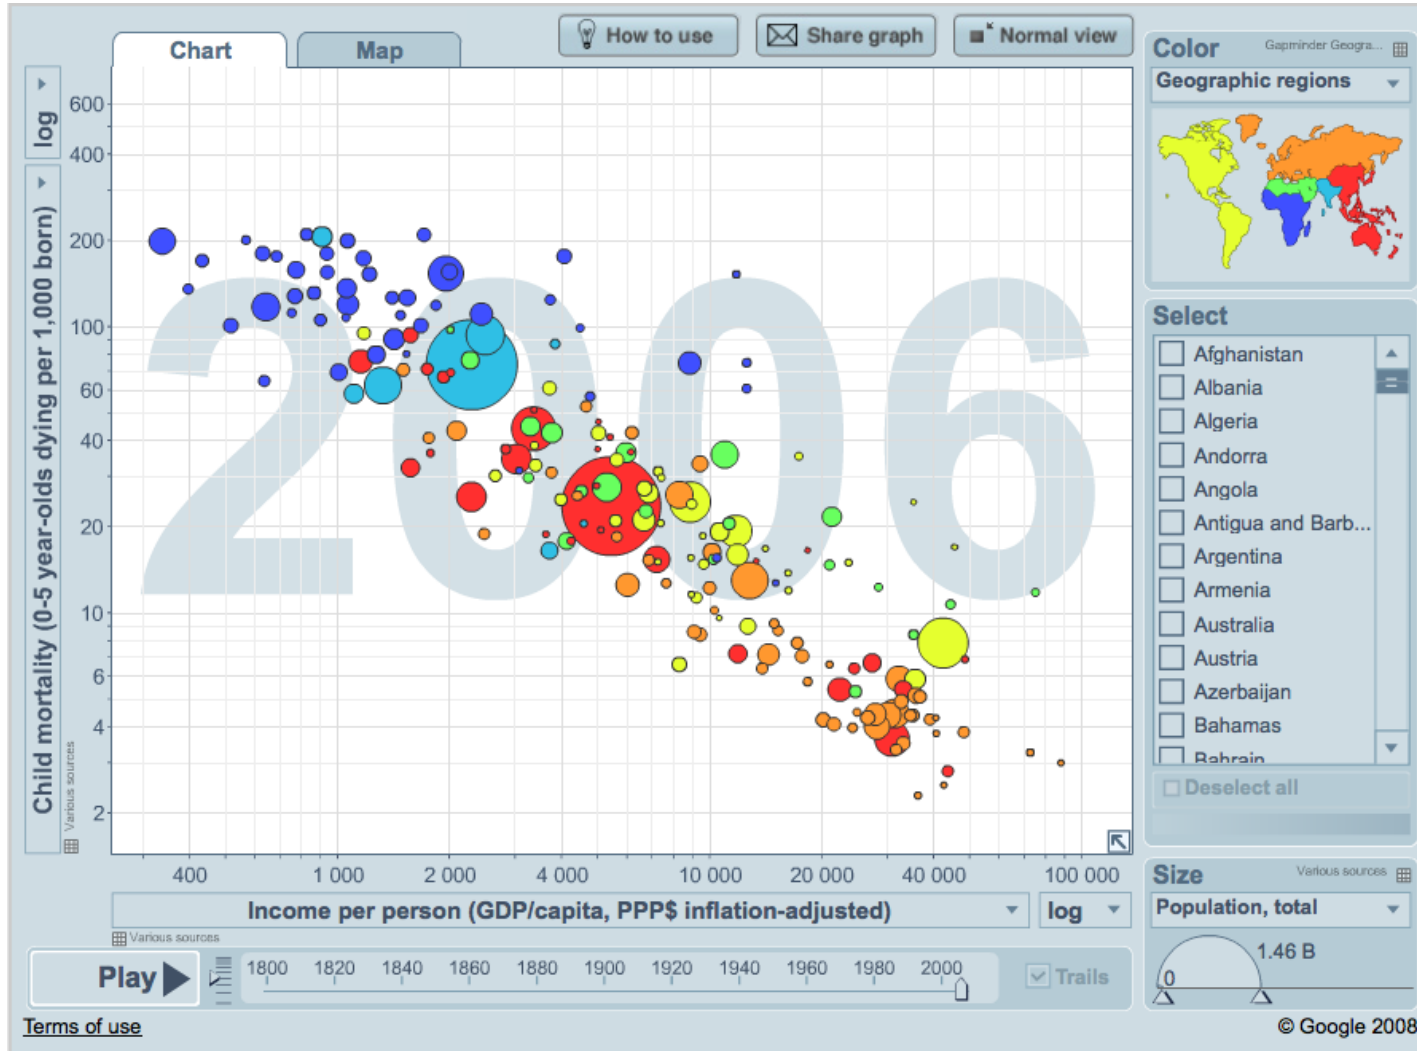 Chart
Map
How to use
Share graph
Normal view
Color
Gapminder Geogra...
Geographic regions
log
Child mortality (0-5 year-olds dying per 1,000 born)
Various sources
600
400
200
100
60
40
20
10
6
4
2
2006
400
1 000
2 000
4 000
10 000
20 000
40 000
100 000
Income per person (GDP/capita, PPP$ inflation-adjusted)
log
Various sources
Select
Afghanistan
Albania
Algeria
Andorra
Angola
Antigua and Barb...
Argentina
Armenia
Australia
Austria
Azerbaijan
Bahamas
Bahrain
Deselect all
Size
Various sources
Population, total
1.46 B
0
Play
1800 1820 1840 1860 1880 1900 1920 1940 1960 1980 2000
Trails
Terms of use
© Google 2008